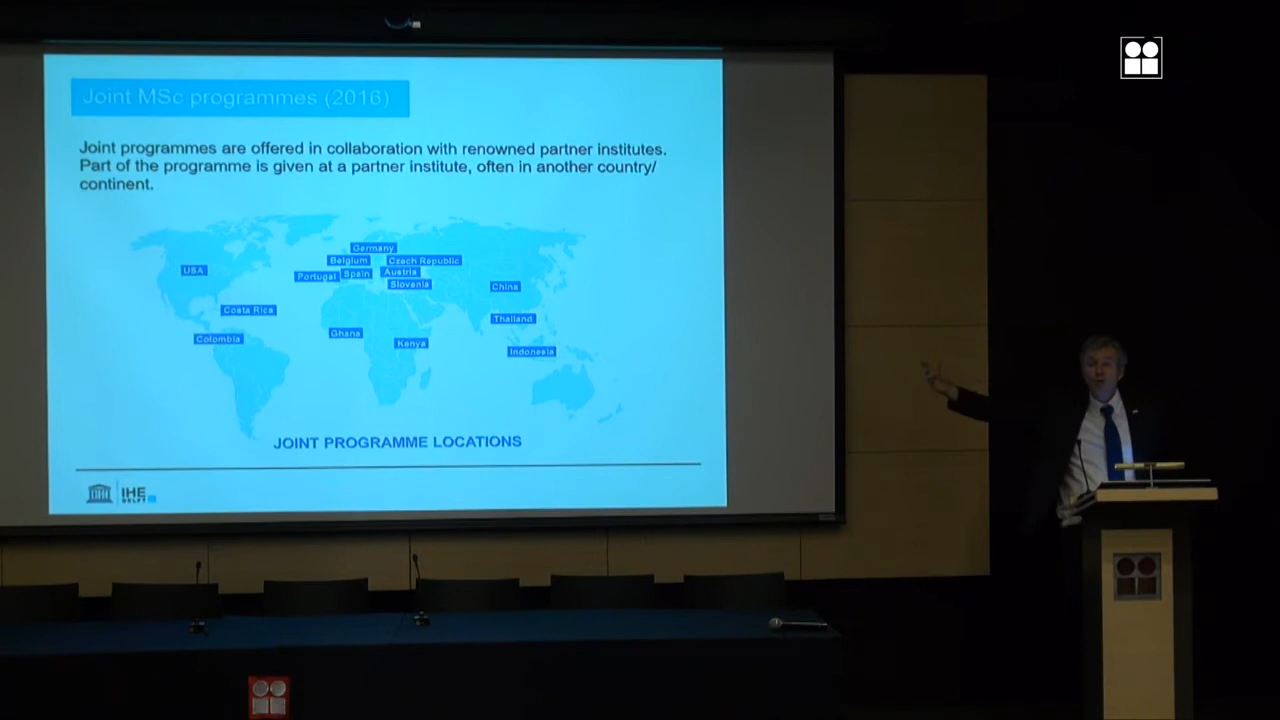 Joint MSc programmes (2016)
Joint programmes are offered in collaboration with renowned partner institutes.
Part of the programme is given at a partner institute, often in another country/
continent.
Germany
Belgium
Czech Republic
USA
Portugal
Spain
Austria
Slovenia
China
Costa Rica
Thailand
Colombia
Ghana
Kenya
Indonesia
JOINT PROGRAMME LOCATIONS
IHE
DELFT